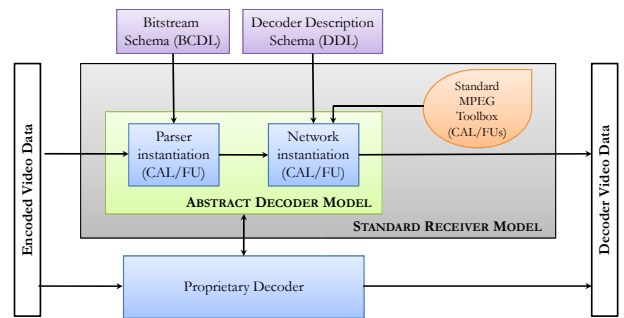 Bitstream
Schema (BCDL)
Decoder Description
Schema (DDL)
Encoded Video Data
Standard
MPEG
Toolbox
(CAL/FUs)
Parser
instantiation
(CAL/FU)
Network
instantiation
(CAL/FU)
ABSTRACT DECODER MODEL
STANDARD RECEIVER MODEL
Proprietary Decoder
Decoder Video Data